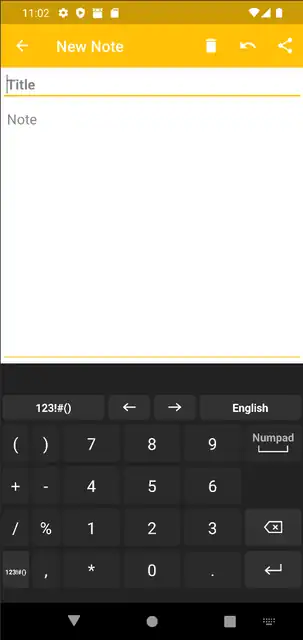 11:02
New Note
Title
Note
123!#() ← → English
( ) 7 8 9 Numpad
+ - 4 5 6
/ % 1 2 3
123!#() , * 0 .